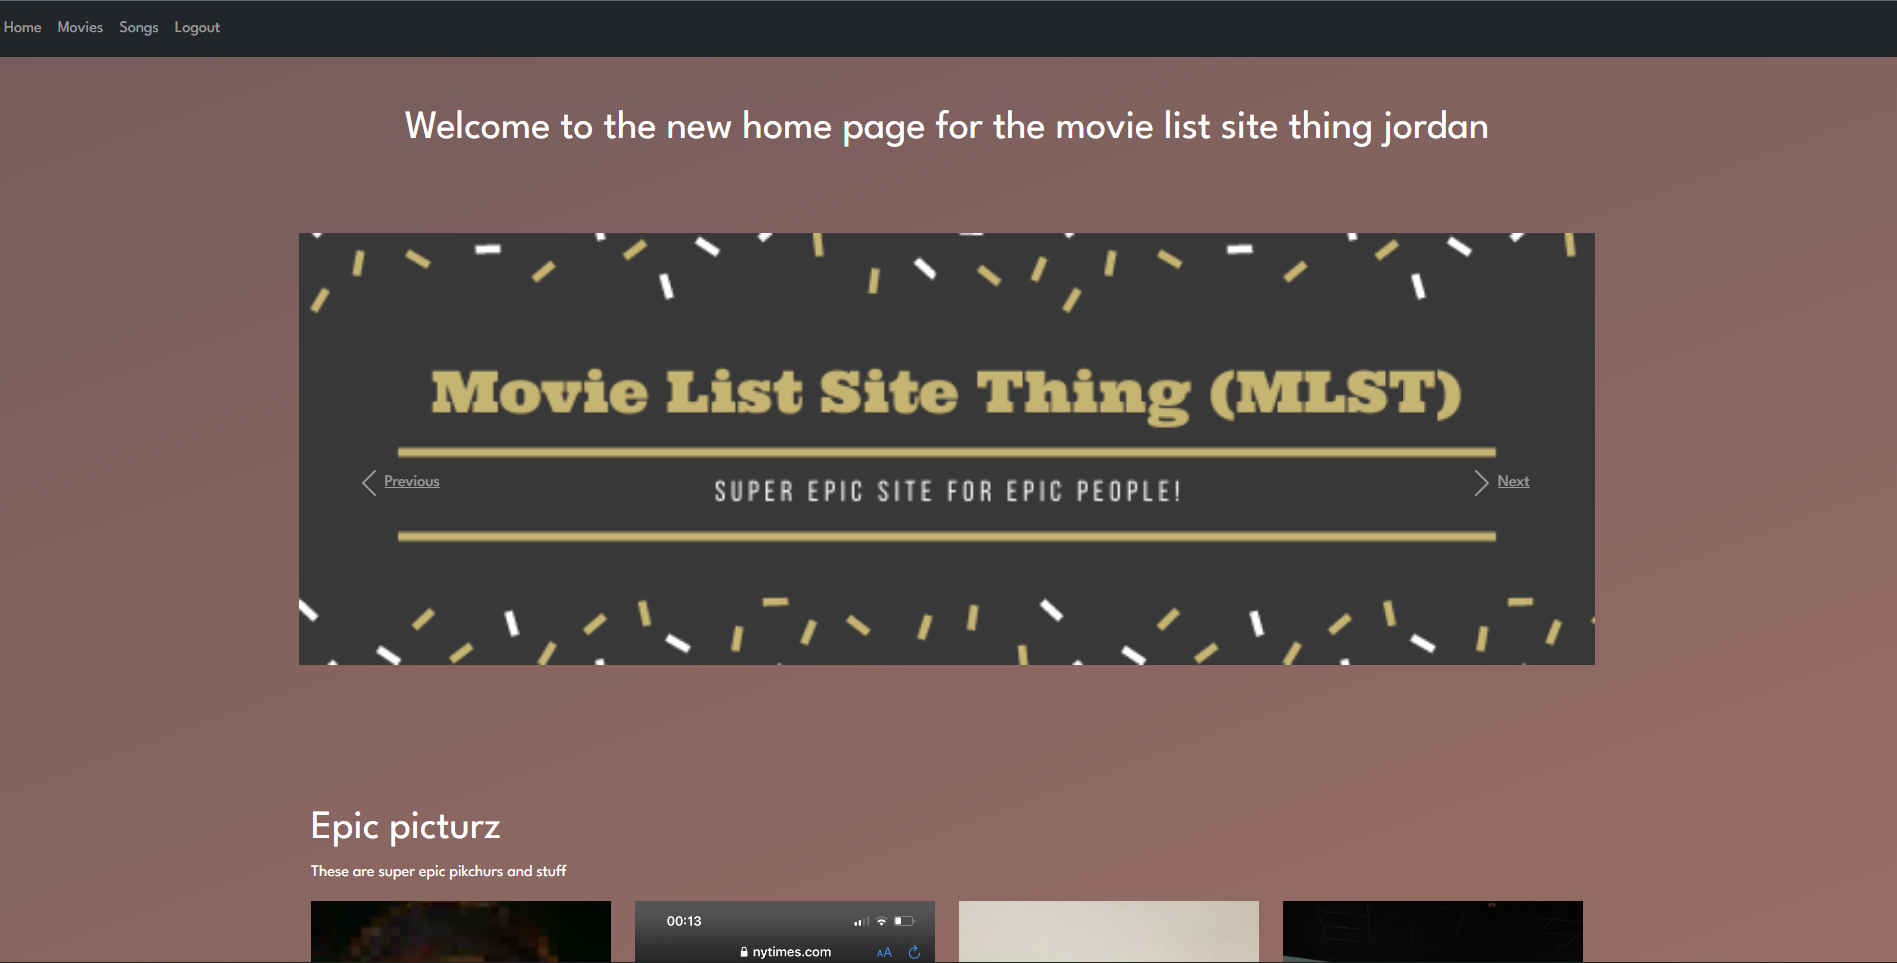 Home Movies Songs Logout
Welcome to the new home page for the movie list site thing jordan
Movie List Site Thing (MLST)
Previous
SUPER EPIC SITE FOR EPIC PEOPLE!
Next
Epic picturz
These are super epic pikchurs and stuff
00:13
nytimes.com AA